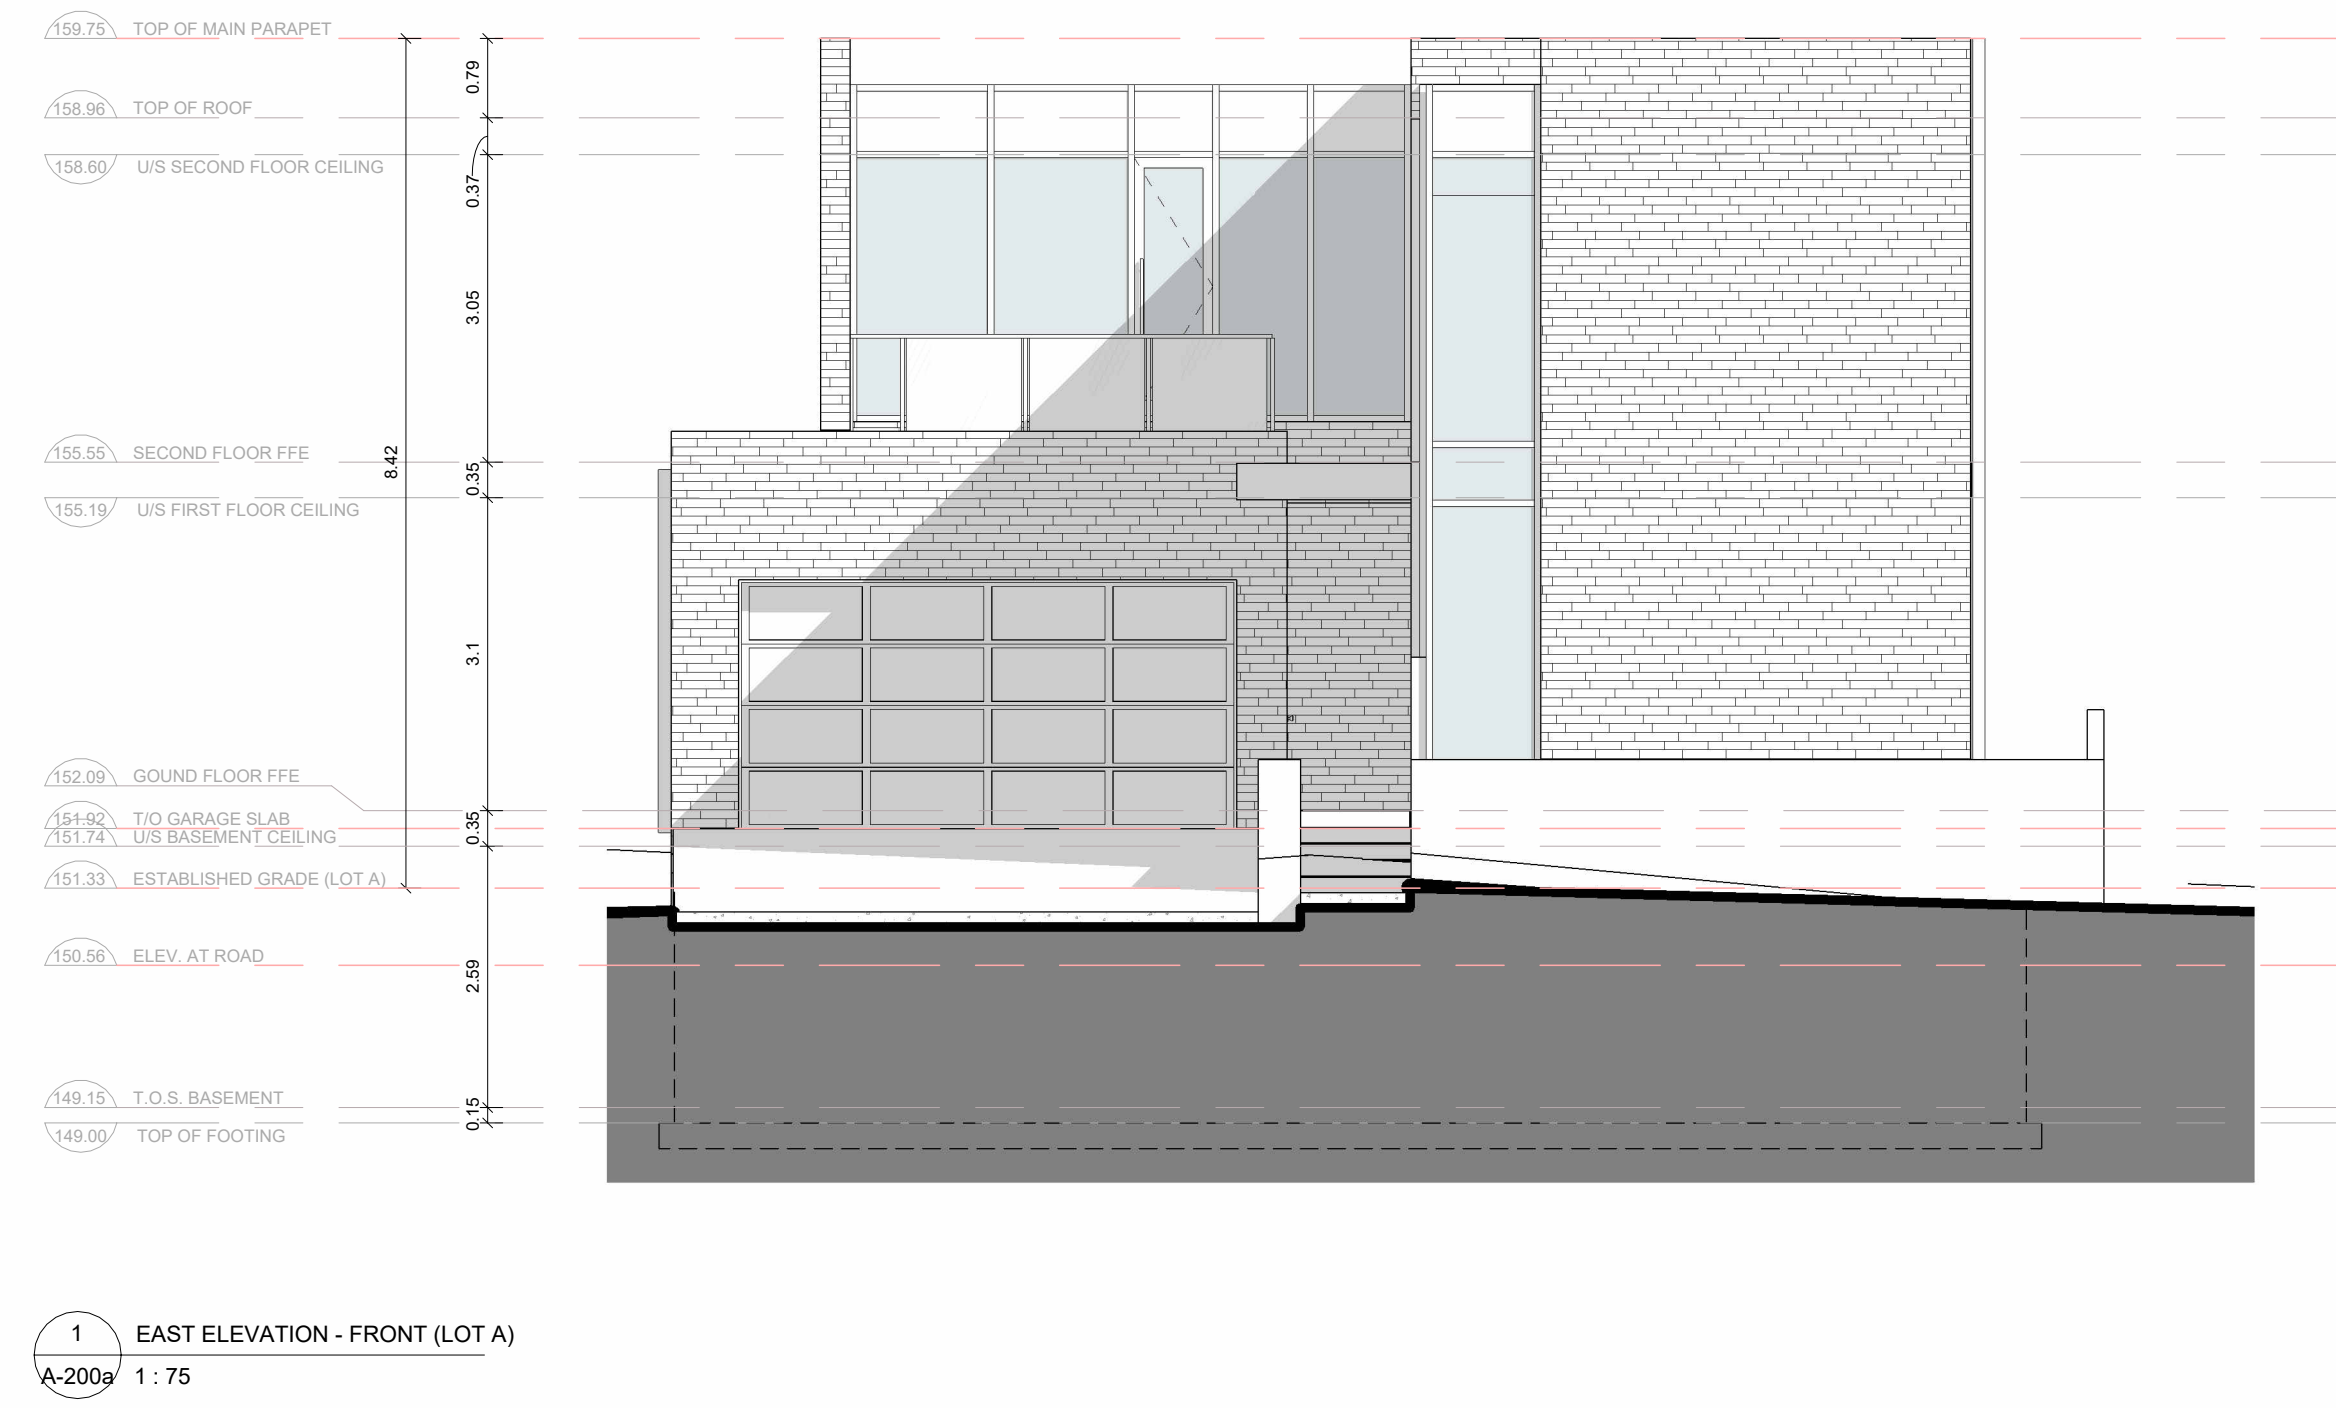 159.75 TOP OF MAIN PARAPET
0.79
158.96 TOP OF ROOF
158.60 U/S SECOND FLOOR CEILING
0.37
3.05
155.55 SECOND FLOOR FFE
8.42
0.35
155.19 U/S FIRST FLOOR CEILING
3.1
152.09 GOUND FLOOR FFE
151.92 T/O GARAGE SLAB
0.35
151.74 U/S BASEMENT CEILING
151.33 ESTABLISHED GRADE (LOT A)
150.56 ELEV. AT ROAD
2.59
149.15 T.O.S. BASEMENT
0.15
149.00 TOP OF FOOTING
1 EAST ELEVATION - FRONT (LOT A)
A-200a 1 : 75